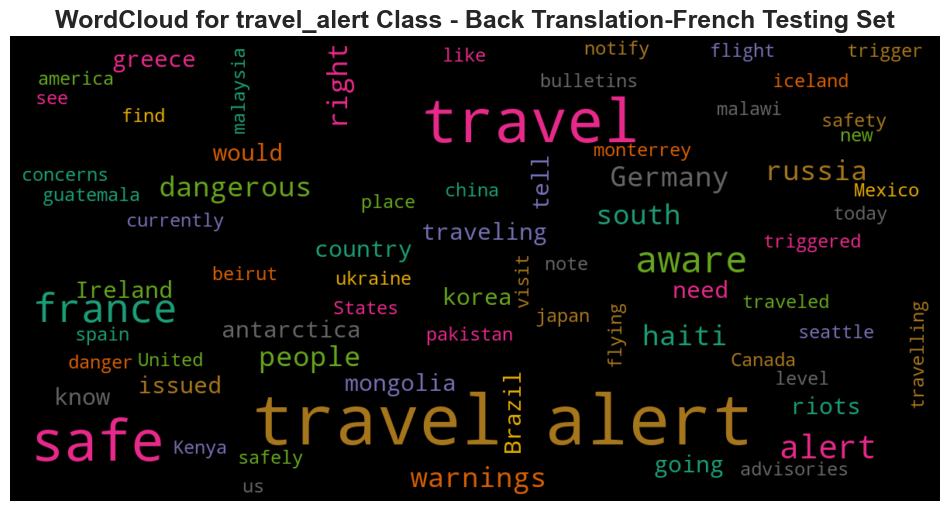 WordCloud for travel_alert Class - Back Translation-French Testing Set
greece
malaysia
right
like
notify
flight
trigger
america
see
find
bulletins
iceland
malawi
safety
new
travel
would
monterrey
concerns
guatemala
dangerous
place
china
tell
Germany
russia
Mexico
currently
traveling
south
today
country
triggered
beirut
ukraine
visit
note
aware
Ireland
france
States
korea
need
traveled
japan
spain
antarctica
pakistan
flying
haiti
seattle
travelling
danger
United
people
Canada
know
issued
mongolia
level
Brazil
riots
safe
Kenya
travel alert
alert
safely
us
warnings
going
advisories